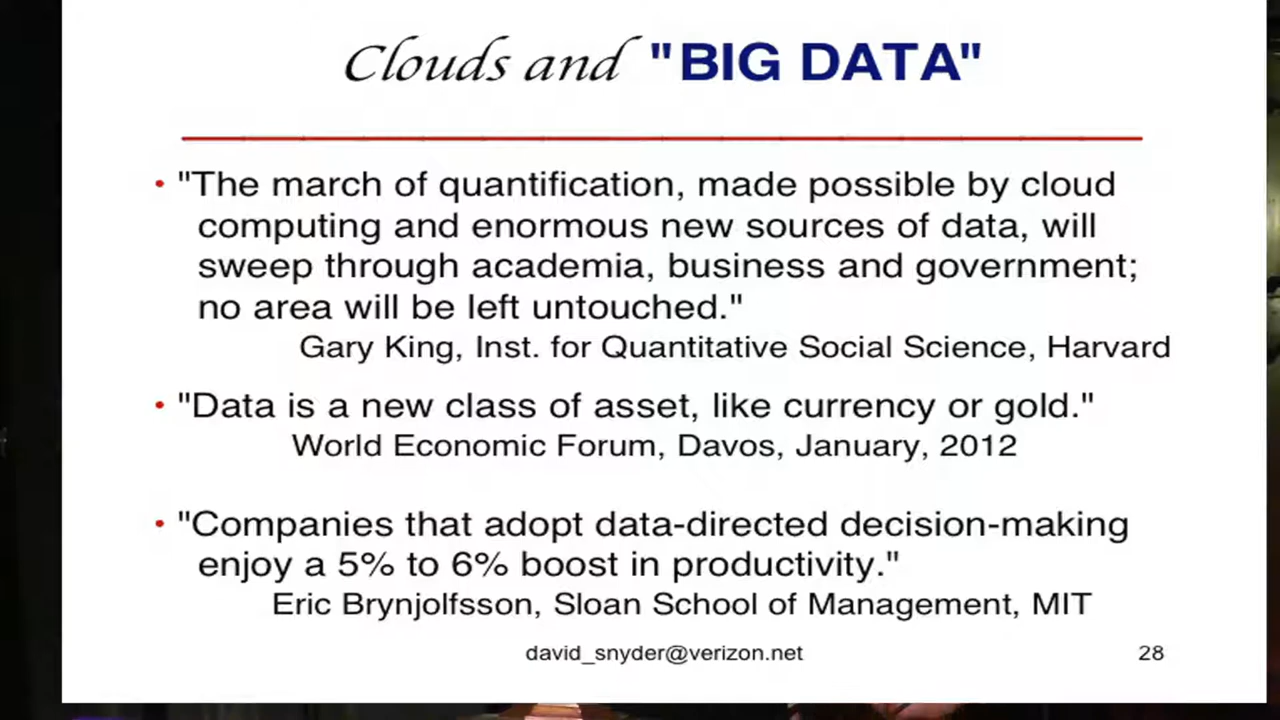 Clouds and "BIG DATA"
• "The march of quantification, made possible by cloud
computing and enormous new sources of data, will
sweep through academia, business and government;
no area will be left untouched."
Gary King, Inst. for Quantitative Social Science, Harvard
• "Data is a new class of asset, like currency or gold."
World Economic Forum, Davos, January, 2012
• "Companies that adopt data-directed decision-making
enjoy a 5% to 6% boost in productivity."
Eric Brynjolfsson, Sloan School of Management, MIT
david_snyder@verizon.net 28